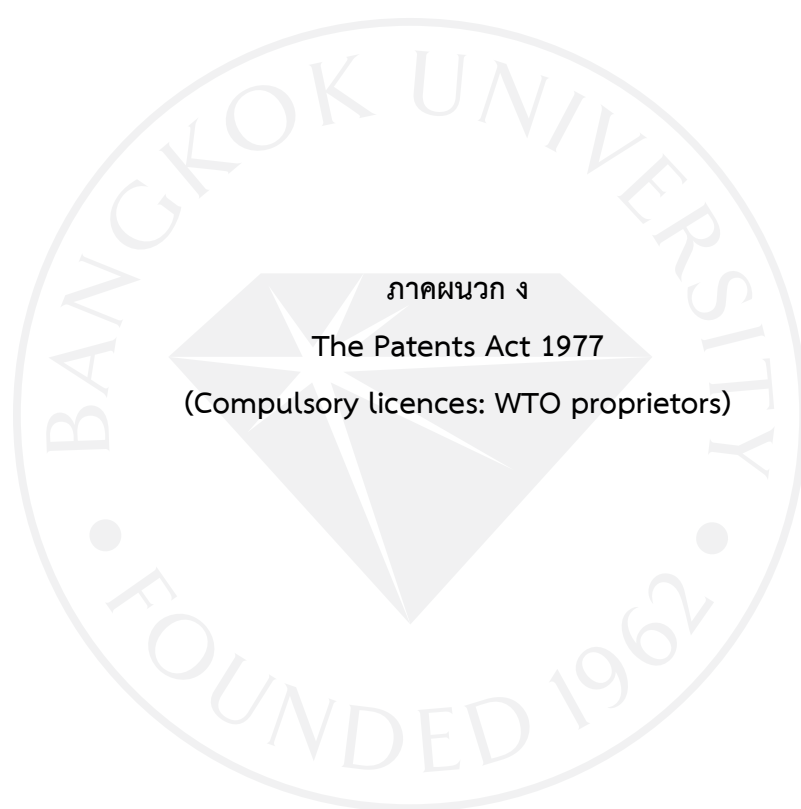 BANGKOK UNIVERSITY
ภาคผนวก ง
The Patents Act 1977
(Compulsory licences: WTO proprietors)
FOUNDED 1962